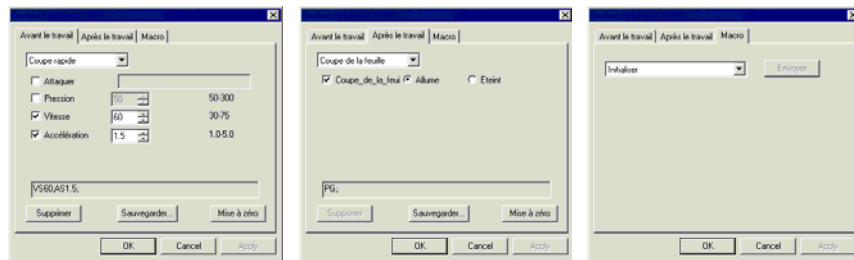 Avant le travail Après le travail Macro
Coupe rapide
Attaquer
Pression 50 50-300
Vitesse 60 30-75
Accélération 1.5 1.0-5.0
VS60,AS1.5;
Supprimer Sauvegarder... Mise à zéro
OK Cancel Apply
Avant le travail Après le travail Macro
Coupe de la feuille
Coupe_de_la_feui Allume Eteint
PG;
Supprimer Sauvegarder... Mise à zéro
OK Cancel Apply
Avant le travail Après le travail Macro
Initialiser Envoyer
OK Cancel Apply